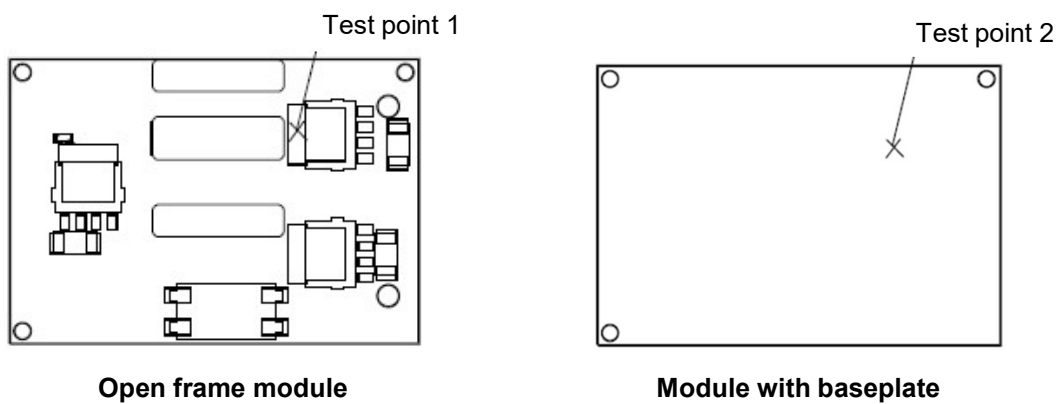 Test point 1
Test point 2
Open frame module
Module with baseplate